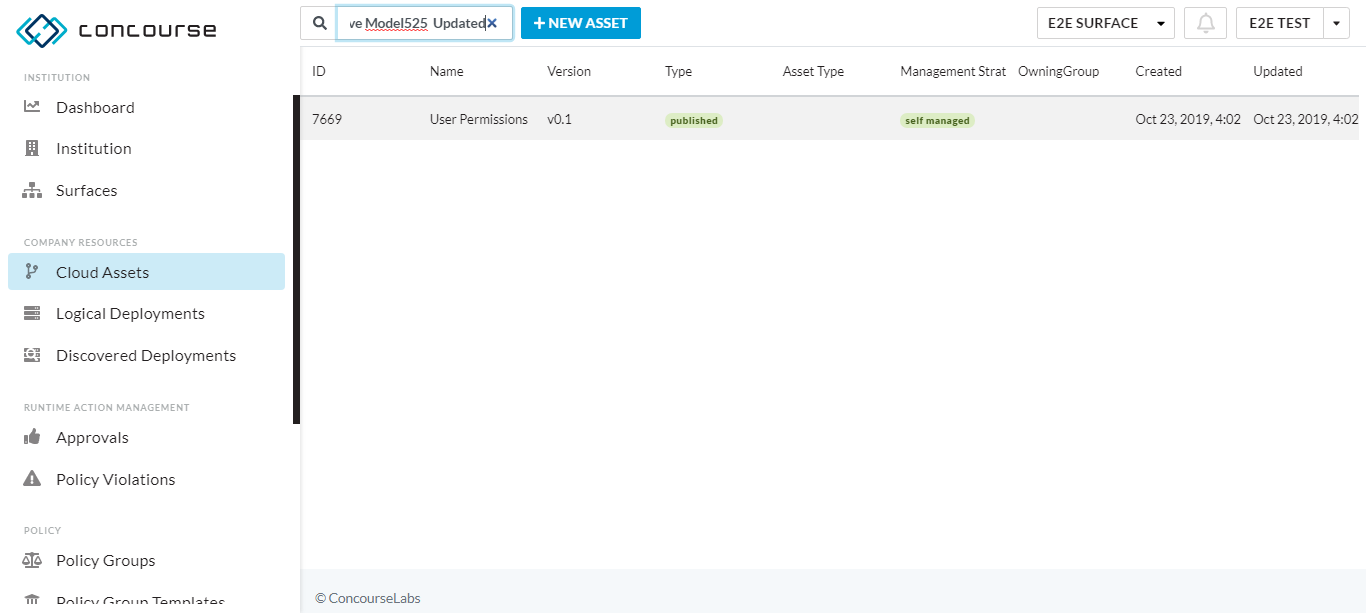 concourse
ve Model525 Updated
NEW ASSET
E2E SURFACE
E2E TEST
INSTITUTION
Dashboard
Institution
Surfaces
COMPANY RESOURCES
Cloud Assets
Logical Deployments
Discovered Deployments
RUNTIME ACTION MANAGEMENT
Approvals
Policy Violations
POLICY
Policy Groups
Policy Group Templates
ID Name Version Type Asset Type Management Strat OwningGroup Created Updated
7669 User Permissions v0.1 published self managed Oct 23, 2019, 4:02 Oct 23, 2019, 4:02
© ConcourseLabs